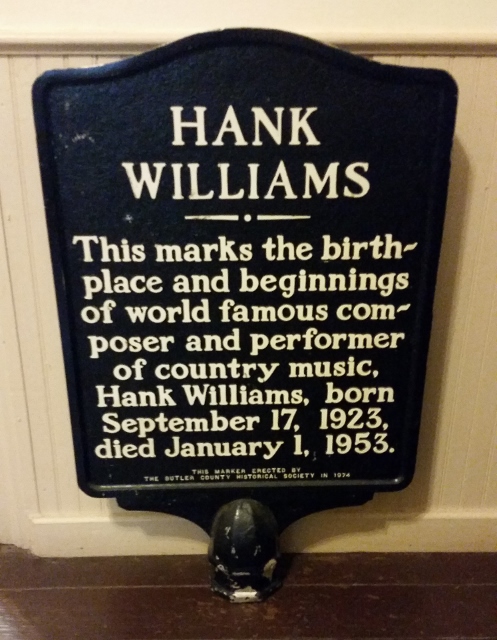 HANK
WILLIAMS
This marks the birth-
place and beginnings
of world famous com-
poser and performer
of country music,
Hank Williams, born
September 17, 1923,
died January 1, 1953.
THIS MARKER ERECTED BY
THE BUTLER COUNTY HISTORICAL SOCIETY IN 1974